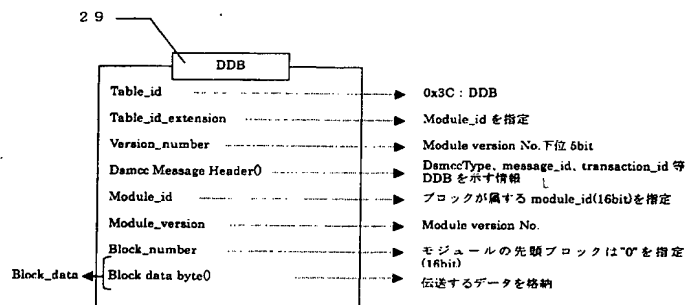 ２９
DDB
Table_id 0x3C : DDB
Table_id_extension Module_id を指定
Version_number Module version No.下位 5bit
Dsmcc Message Header() DsmccType、message_id、transaction_id 等
DDB を示す情報
Module_id ブロックが属する module_id(16bit)を指定
Module_version Module version No.
Block_number モジュールの先頭ブロックは"0"を指定
(16bit)
Block_data Block data byte() 伝送するデータを格納